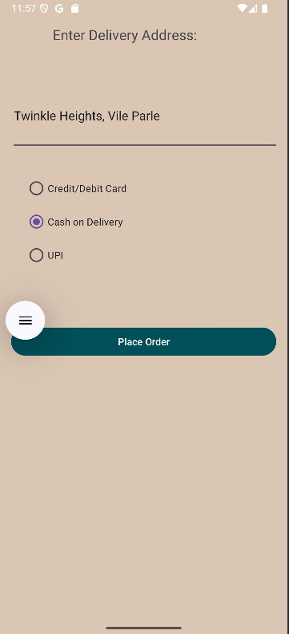 11:57
Enter Delivery Address:
Twinkle Heights, Vile Parle
Credit/Debit Card
Cash on Delivery
UPI
Place Order